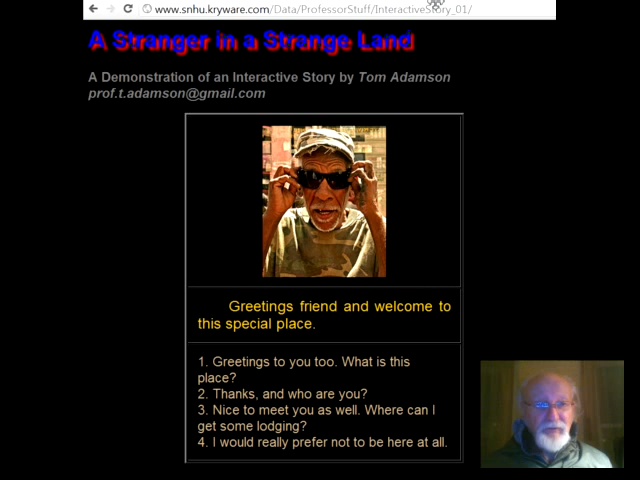 www.snhu.kryware.com/Data/ProfessorStuff/InteractiveStory_01/
A Stranger in a Strange Land
A Demonstration of an Interactive Story by Tom Adamson
prof.t.adamson@gmail.com
Greetings friend and welcome to
this special place.
1. Greetings to you too. What is this
place?
2. Thanks, and who are you?
3. Nice to meet you as well. Where can I
get some lodging?
4. I would really prefer not to be here at all.